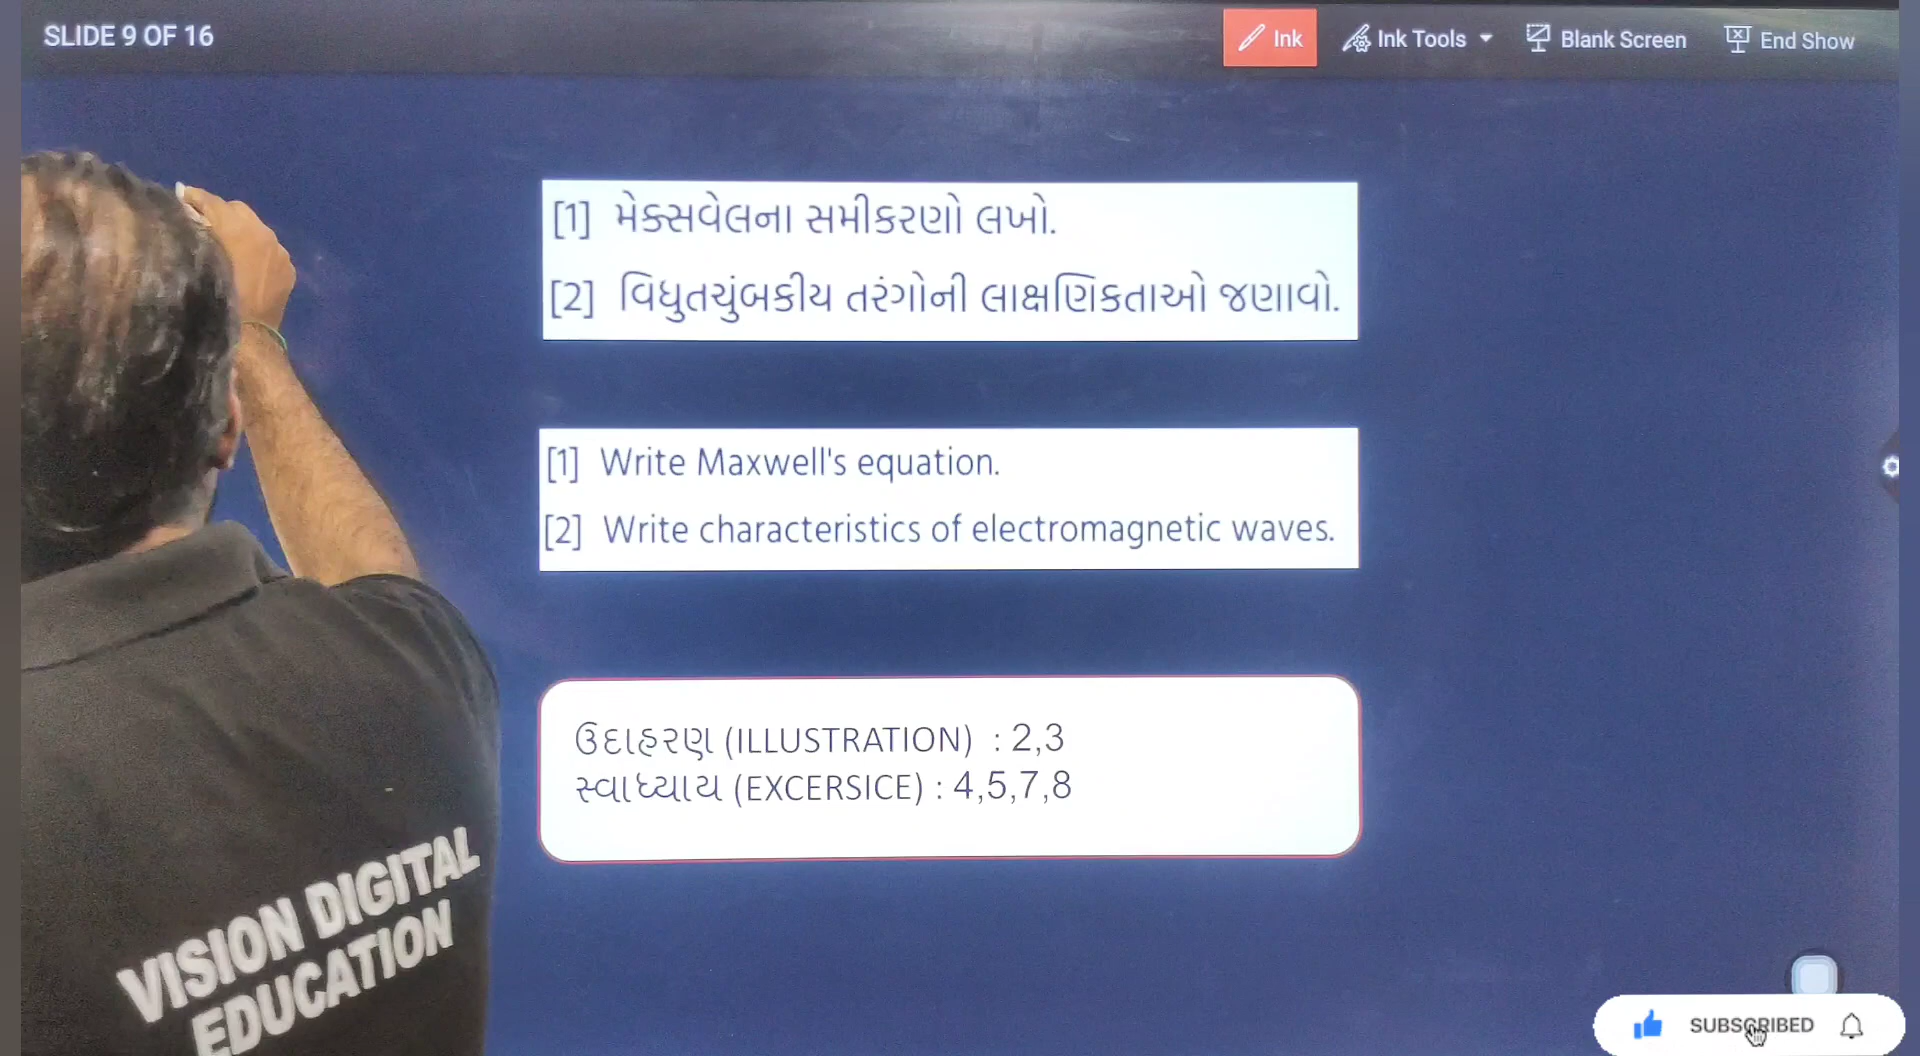 SLIDE 9 OF 16
Ink
Ink Tools
Blank Screen
End Show
[1] મેક્સવેલના સમીકરણો લખો.
[2] વિધુતચુંબકીય તરંગોની લાક્ષણિકતાઓ જણાવો.
[1] Write Maxwell's equation.
[2] Write characteristics of electromagnetic waves.
ઉદાહરણ (ILLUSTRATION) : 2,3
સ્વાધ્યાય (EXCERSICE) : 4,5,7,8
VISION DIGITAL
EDUCATION
SUBSCRIBED